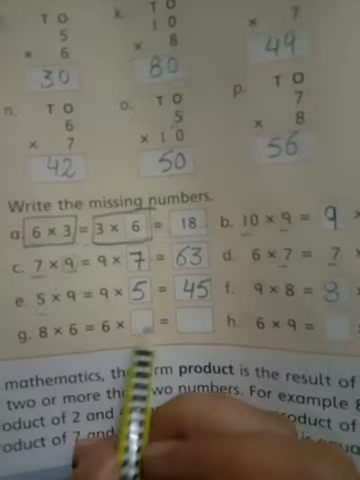 T O
5
× 6
30
k. T O
1 0
× 8
80
× 7
49
n. T O
6
× 7
42
o. T O
5
× 1 0
50
p. T O
7
× 8
56
Write the missing numbers.
a. 6 × 3 = 3 × 6 = 18 b. 10 × 9 = 9 ×
c. 7 × 9 = 9 × 7 = 63 d. 6 × 7 = 7 ×
e. 5 × 9 = 9 × 5 = 45 f. 9 × 8 = 8 ×
g. 8 × 6 = 6 × = h. 6 × 9 =
mathematics, product is the result of
two or more two numbers. For example 8
oduct of 2 and oduct of
oduct of 7 and